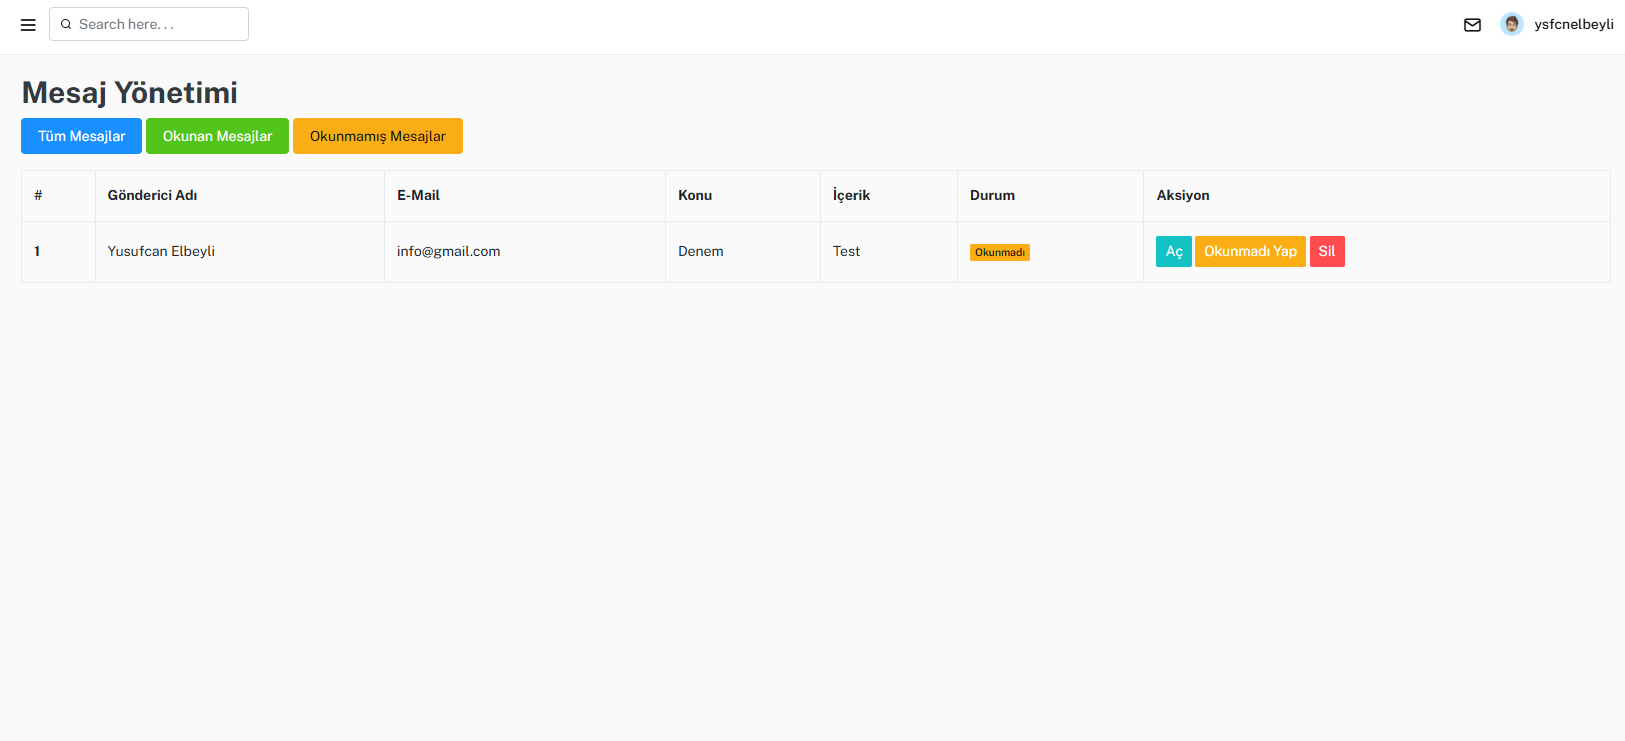 Search here...
ysfcnelbeyli
Mesaj Yönetimi
Tüm Mesajlar Okunan Mesajlar Okunmamış Mesajlar
# Gönderici Adı E-Mail Konu İçerik Durum Aksiyon
1 Yusufcan Elbeyli info@gmail.com Denem Test Okunmadı Aç Okunmadı Yap Sil